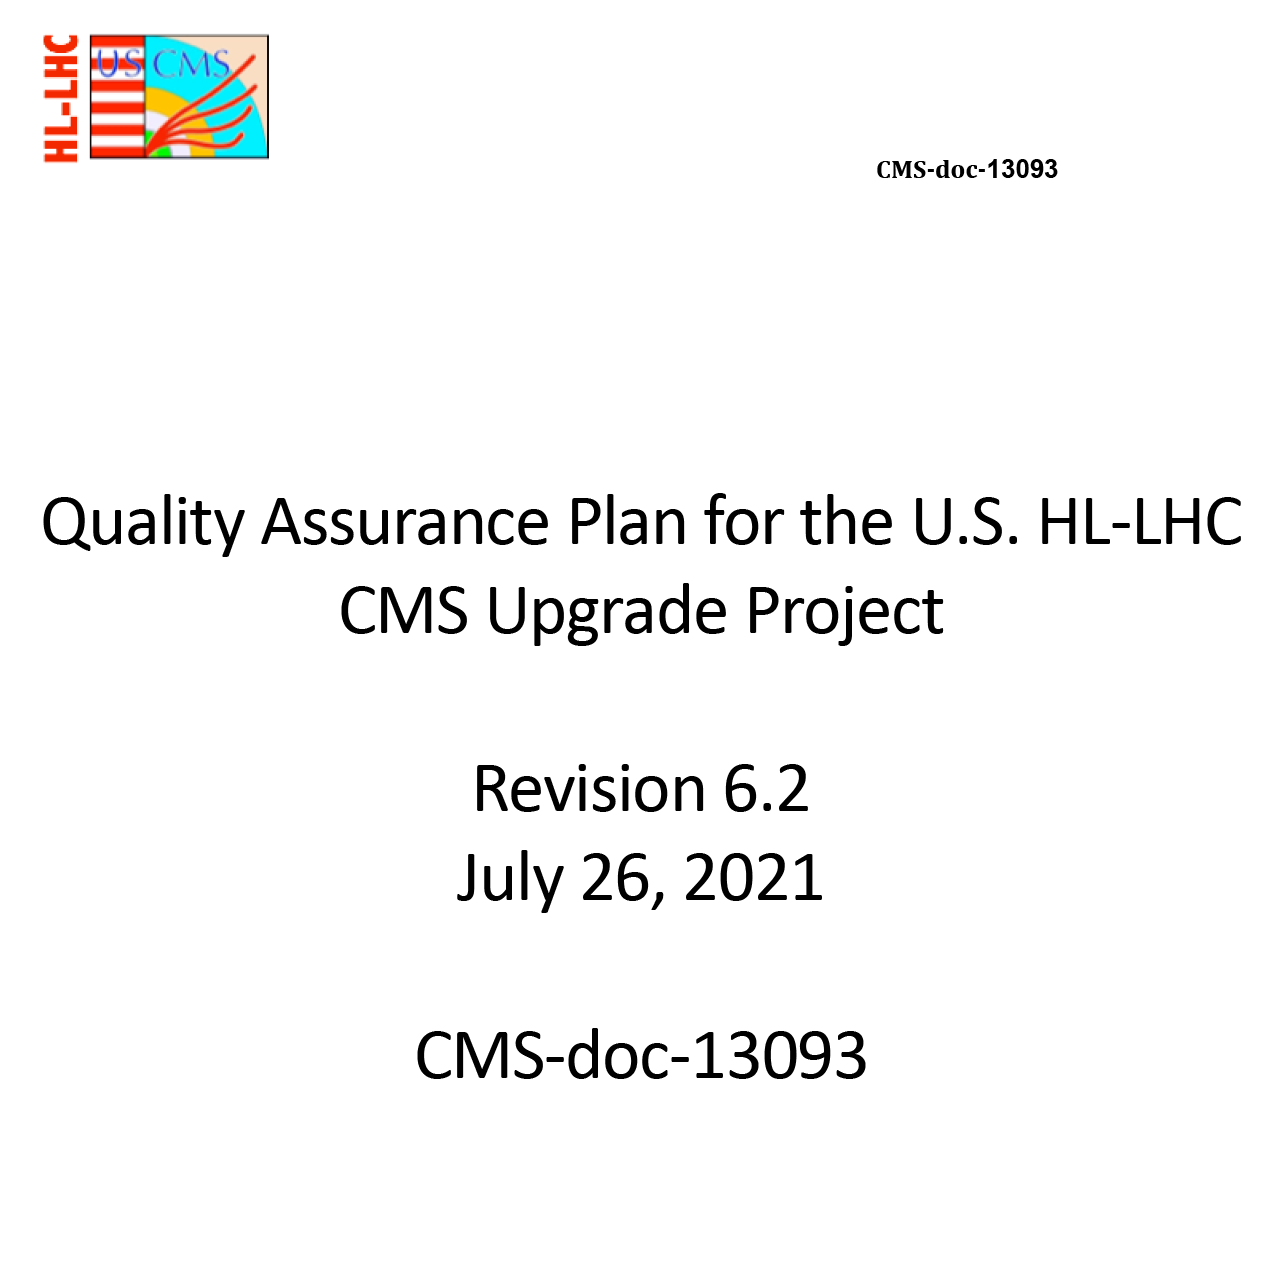 HL-LHC
US CMS
CMS-doc-13093
Quality Assurance Plan for the U.S. HL-LHC
CMS Upgrade Project
Revision 6.2
July 26, 2021
CMS-doc-13093